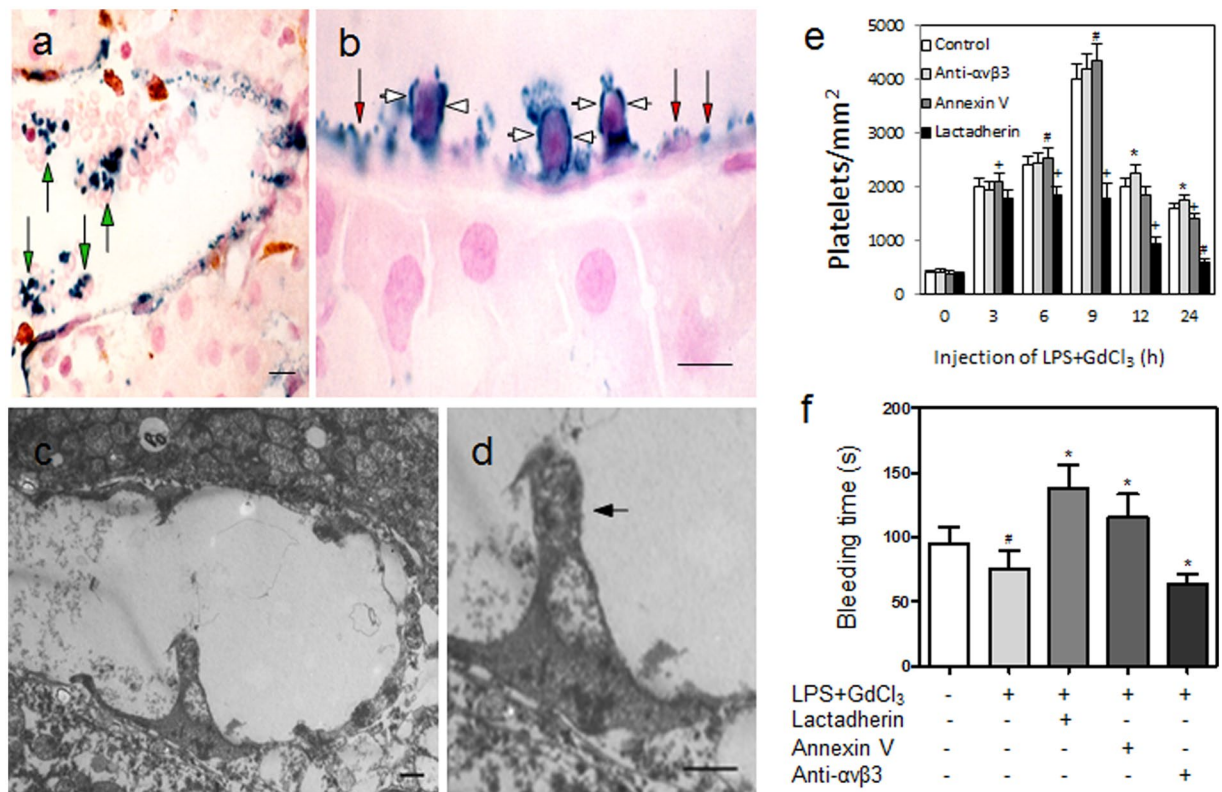 a
b
c
d
e
5000
4000
3000
2000
1000
0
Platelets/mm²
Control
Anti-αvβ3
Annexin V
Lactadherin
# 
#
*
*
+
+
+
+
#
0 3 6 9 12 24
Injection of LPS+GdCl₃ (h)
f
200
150
100
50
0
Bleeding time (s)
# * * *
LPS+GdCl₃ - + + + +
Lactadherin - - + - -
Annexin V - - - + -
Anti-αvβ3 - - - - +